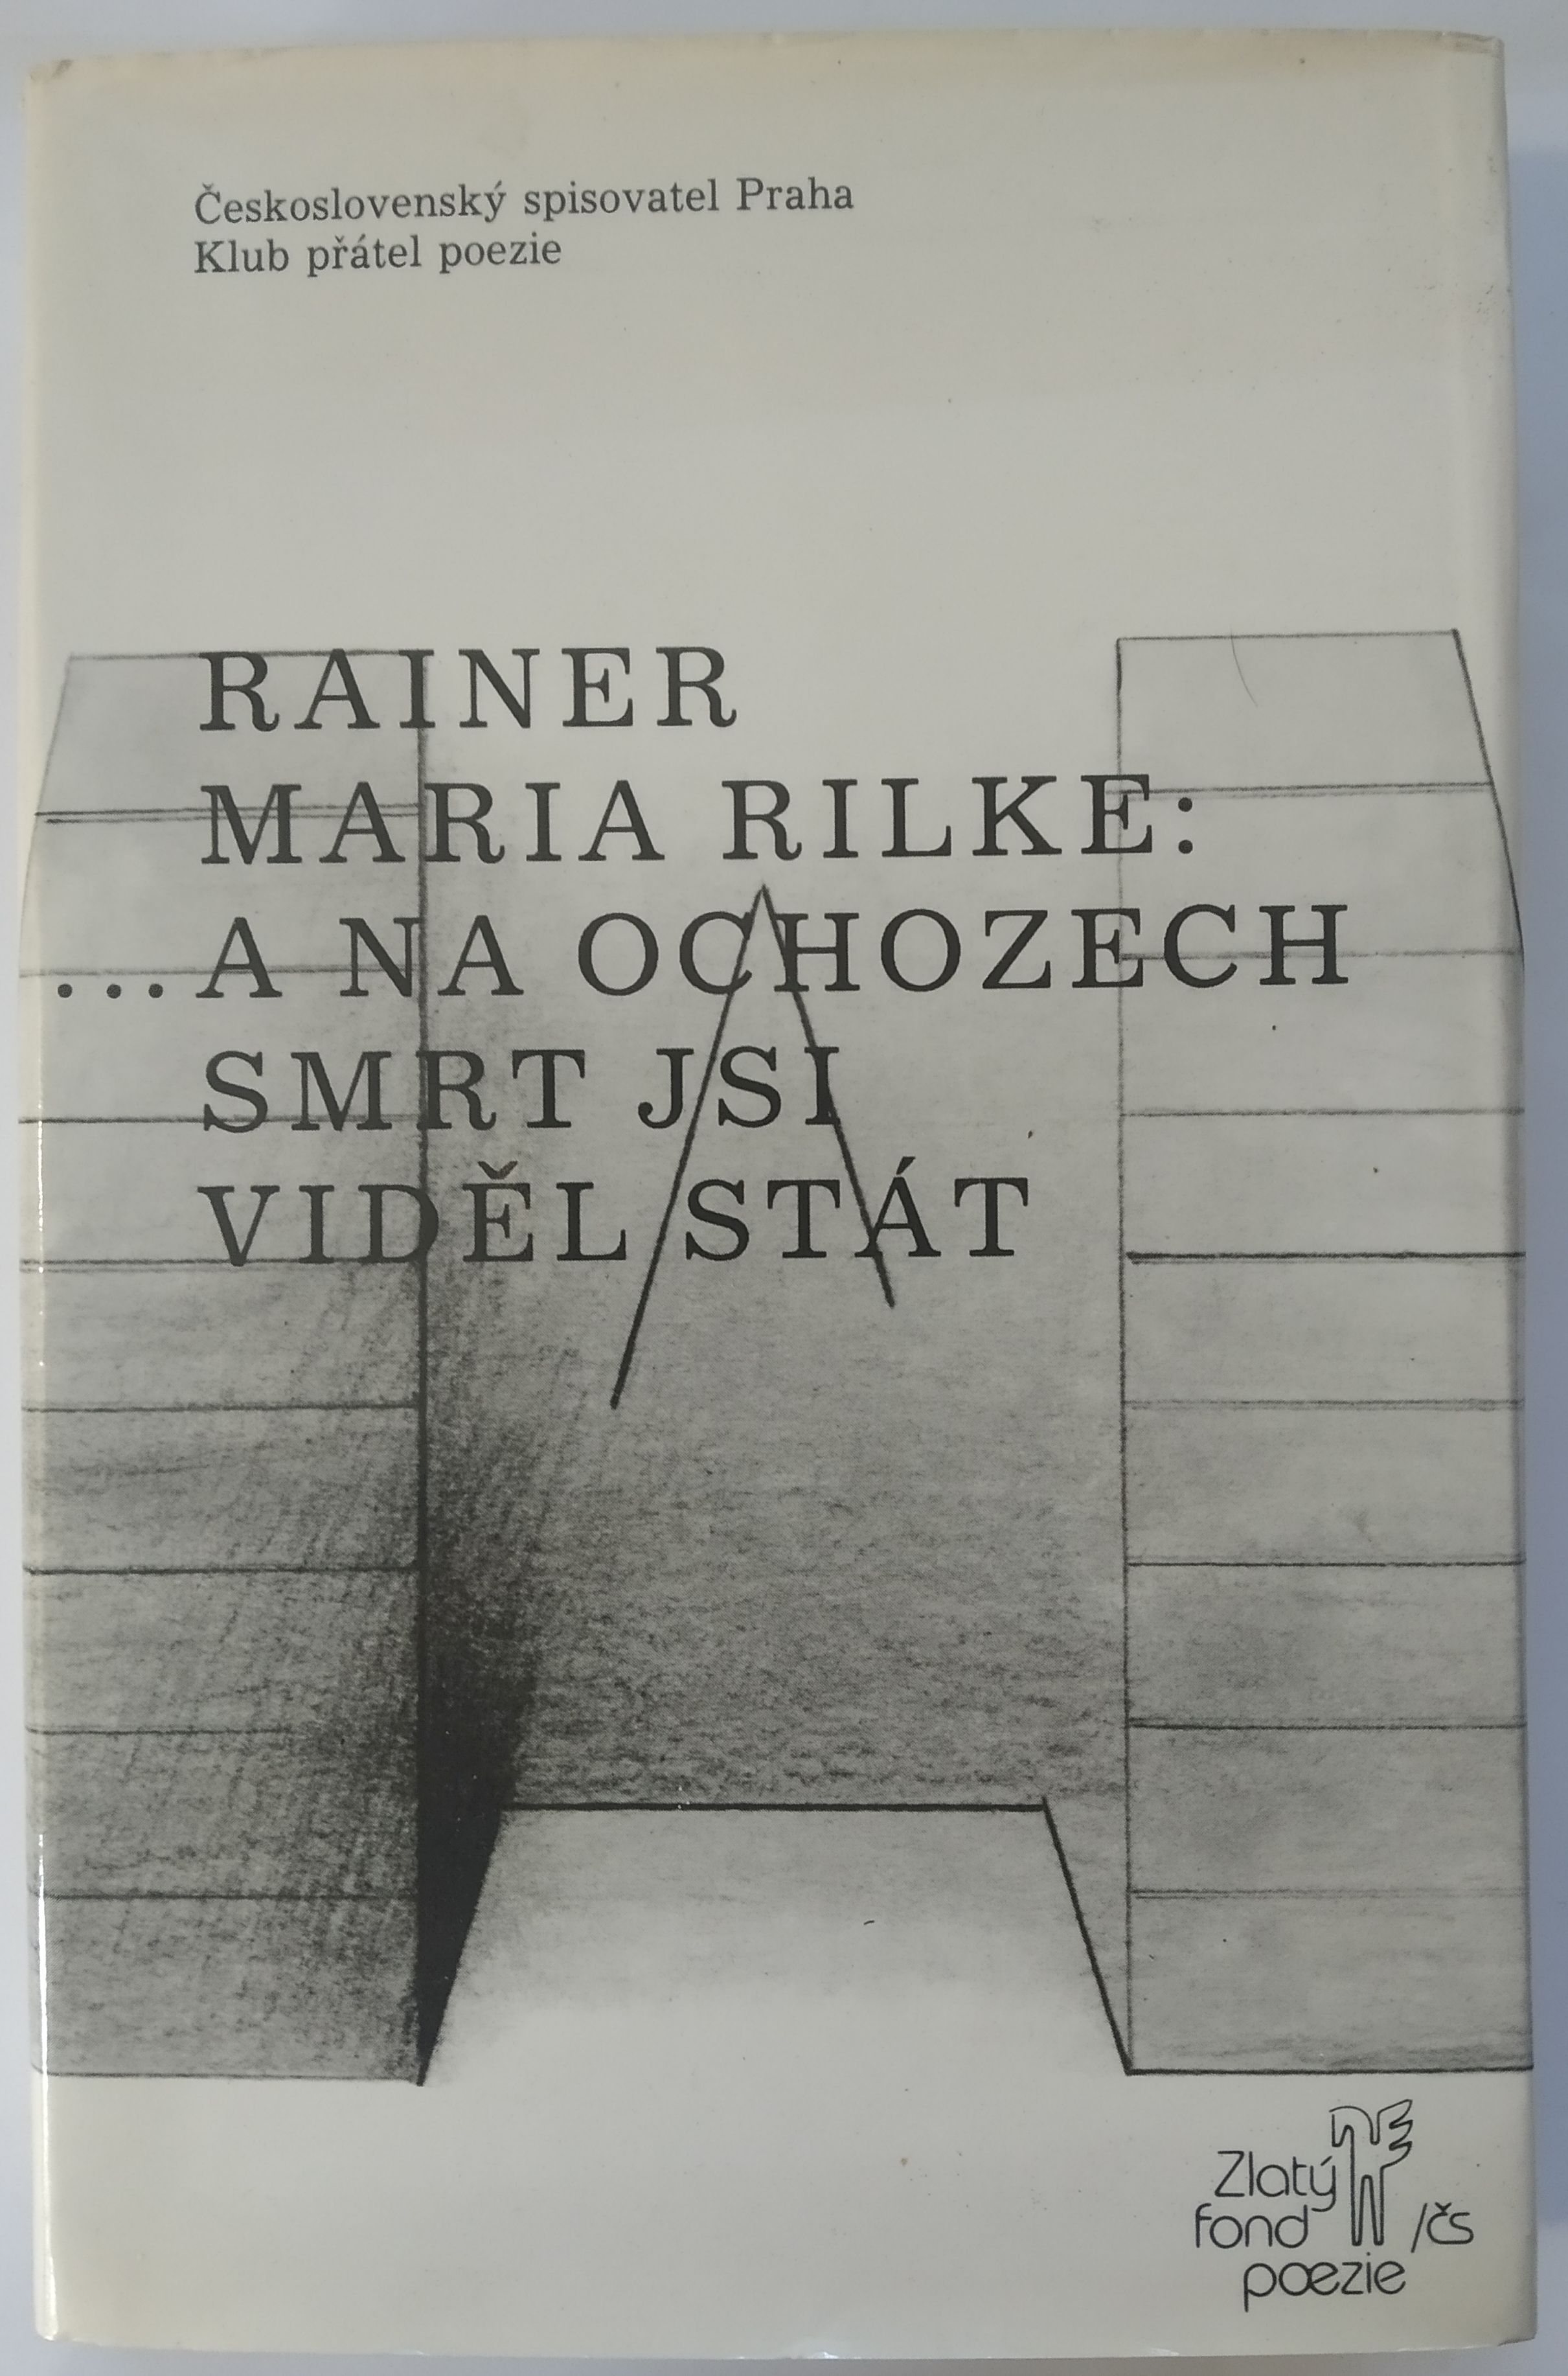 Československý spisovatel Praha
Klub přátel poezie
RAINER
MARIA RILKE:
...A NA OCHOZECH
SMRT JSI
VIDĚL STÁT
Zlatý
fond /čs
poezie